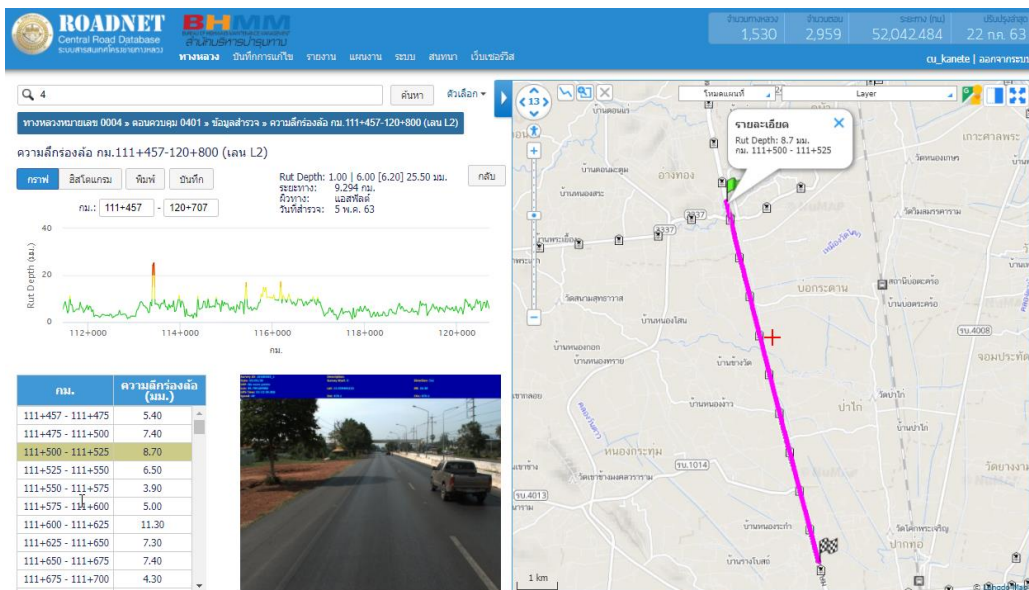 ROADNET
Central Road Database
ระบบสารสนเทศโครงข่ายทางหลวง
BHMM
สำนักบริหารบำรุงทาง
จำนวนทางหลวง
1,530
จำนวนตอน
2,959
ระยะทาง (กม)
52,042.484
ปรับปรุงล่าสุด
22 ก.ค. 63
ทางหลวง บันทึกการแก้ไข รายงาน แผนงาน ระบบ สนทนา เว็บเซอร์วิส
cu_kanete | ออกจากระบบ
4
ค้นหา
ตัวเลือก
ทางหลวงหมายเลข 0004 » ตอนควบคุม 0401 » ข้อมูลสำรวจ » ความลึกร่องล้อ กม.111+457-120+800 (เลน L2)
ความลึกร่องล้อ กม.111+457-120+800 (เลน L2)
กราฟ ฮิสโตแกรม พิมพ์ บันทึก
Rut Depth: 1.00 | 6.00 [6.20] 25.50 มม.
ระยะทาง: 9.294 กม.
ผิวทาง: แอสฟัลต์
วันที่สำรวจ: 5 พ.ค. 63
กลับ
กม.: 111+457 - 120+707
Rut Depth (มม.)
40
20
0
112+000 114+000 116+000 118+000 120+000
กม.
กม. ความลึกร่องล้อ (มม.)
111+457 - 111+475 5.40
111+475 - 111+500 7.40
111+500 - 111+525 8.70
111+525 - 111+550 6.50
111+550 - 111+575 3.90
111+575 - 111+600 5.00
111+600 - 111+625 11.30
111+625 - 111+650 7.30
111+650 - 111+675 7.40
111+675 - 111+700 4.30
13
โหมดแผนที่
Layer
รายละเอียด
Rut Depth: 8.7 มม.
กม. 111+500 - 111+525
เกาะศาลพระ
บ้านดอนมะตูม
อ่างทอง
บ้านหนองสระ
3337
3337
วัดสนามสุทธาวาส
บ้านหนองโสน
บ่อกระดาน
สถานีบ่อตะคร้อ
บ้านบ่อตะคร้อ
รบ.4008
จอมประทัด
บ้านหนองกอก
บ้านหนองทราย
บ้านช้างวัด
บ้านหนองข่าว
ปาไก่
วัดปาไก่
บ้านปาไก่
หนองกระทุ่ม
รบ.1014
รบ.4013
บ้านหนองระกำ
ปากท่อ
บ้านรางโบสถ์
1 km